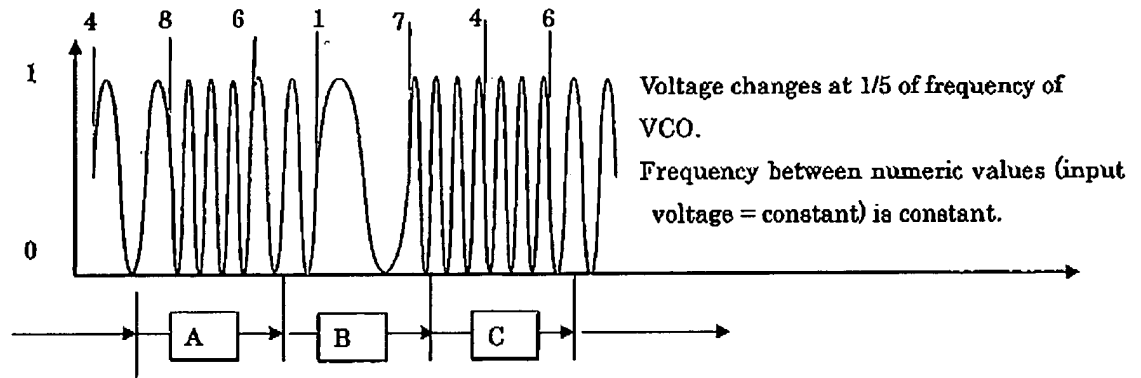 4 8 6 1 7 4 6
1
Voltage changes at 1/5 of frequency of
VCO.
Frequency between numeric values (input
voltage = constant) is constant.
0
A B C